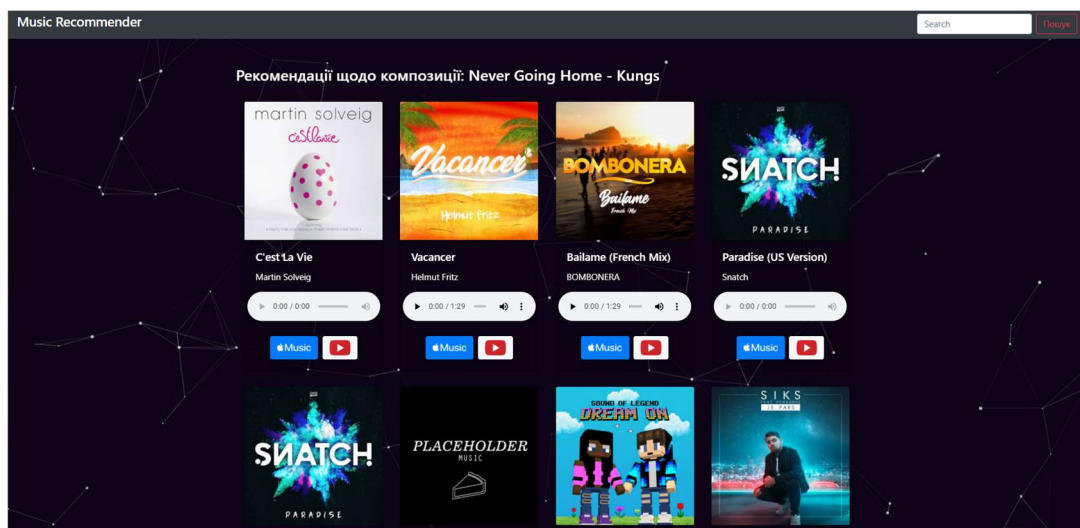 Music Recommender
Search
Пошук
Рекомендації щодо композиції: Never Going Home - Kungs
martin solveig
c'est la vie
Vacancer
Helmut Fritz
BOMBONERA
Bailame
French Mix
SNATCH
PARADISE
C'est La Vie
Vacancer
Bailame (French Mix)
Paradise (US Version)
Martin Solveig
Helmut Fritz
BOMBONERA
Snatch
0:00 / 0:00
0:00 / 1:29
0:00 / 1:29
0:00 / 0:00
Music
Music
Music
Music
SNATCH
PARADISE
PLACEHOLDER
MUSIC
SOUND OF LEGEND
DREAM ON
SIKS
JE PARS